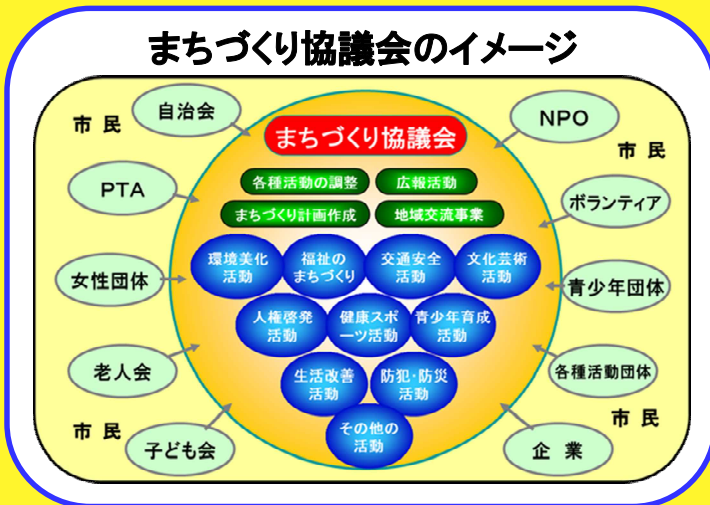 まちづくり協議会のイメージ
市 民
自治会
NPO
市 民
まちづくり協議会
PTA
各種活動の調整
広報活動
ボランティア
まちづくり計画作成
地域交流事業
女性団体
環境美化
活動
福祉の
まちづくり
交通安全
活動
文化芸術
活動
青少年団体
人権啓発
活動
健康スポ
ーツ活動
青少年育成
活動
老人会
生活改善
活動
防犯・防災
活動
各種活動団体
市 民
子ども会
その他の
活動
企 業
市 民